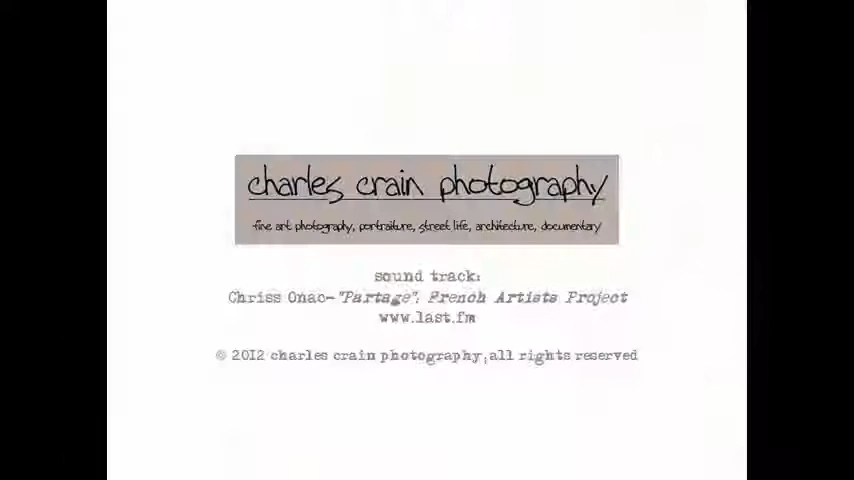 charles crain photography
fine art photography, portraiture, street life, architecture, documentary
sound track:
Chriss Onac-"Partage", French Artists Project
www.last.fm
© 2012 charles crain photography, all rights reserved